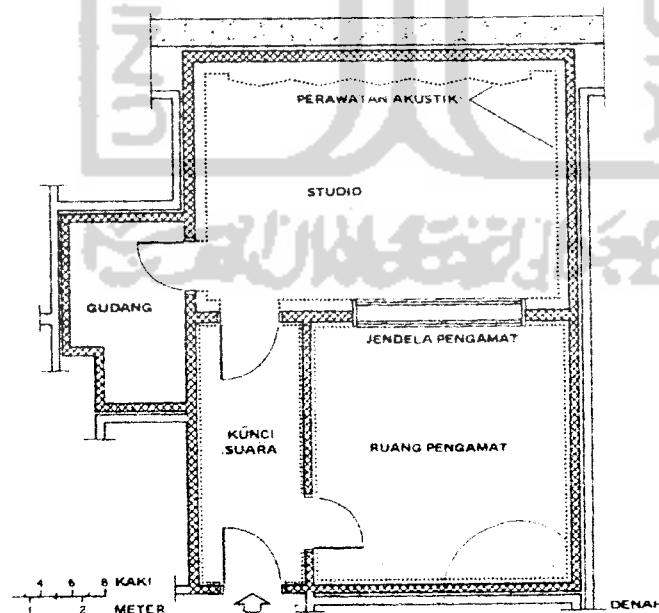 PERAWATAN AKUSTIK
STUDIO
GUDANG
JENDELA PENGAMAT
KUNCI
SUARA
RUANG PENGAMAT
4 6 8 KAKI
1 2 METER
DENAH